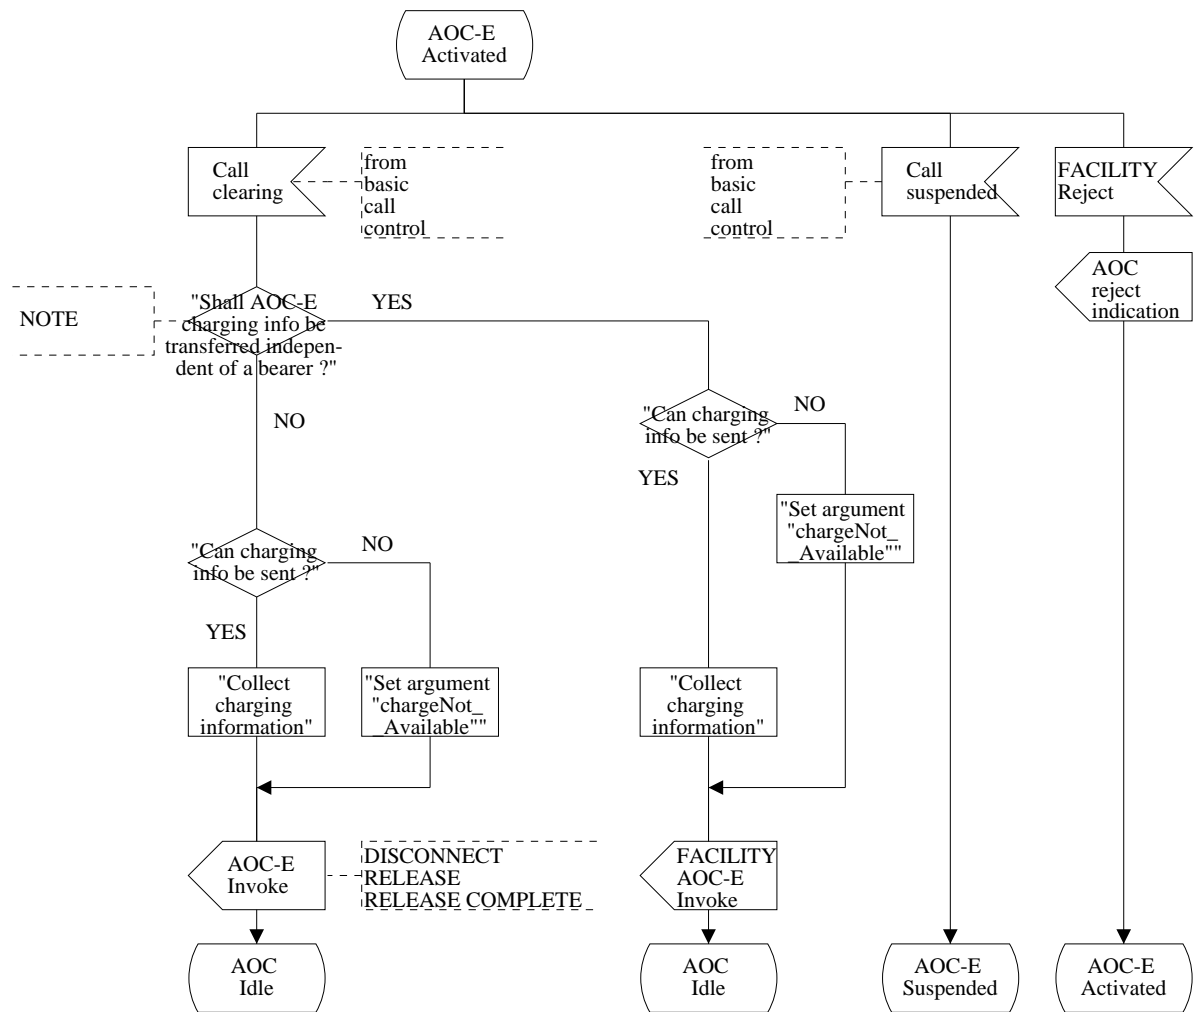 AOC-E
Activated
Call
clearing
from
basic
call
control
from
basic
call
control
Call
suspended
FACILITY
Reject
AOC
reject
indication
NOTE
"Shall AOC-E
charging info be
transferred indepen-
dent of a bearer ?"
YES
NO
"Can charging
info be sent ?"
NO
YES
"Set argument
"chargeNot_
_Available""
"Can charging
info be sent ?"
NO
YES
"Collect
charging
information"
"Set argument
"chargeNot_
_Available""
"Collect
charging
information"
AOC-E
Invoke
DISCONNECT
RELEASE
RELEASE COMPLETE
FACILITY
AOC-E
Invoke
AOC
Idle
AOC
Idle
AOC-E
Suspended
AOC-E
Activated